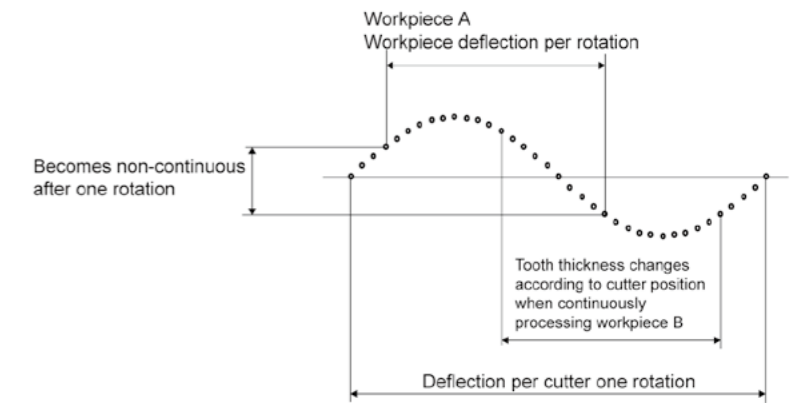 Workpiece A
Workpiece deflection per rotation
Becomes non-continuous
after one rotation
Tooth thickness changes
according to cutter position
when continuously
processing workpiece B
Deflection per cutter one rotation